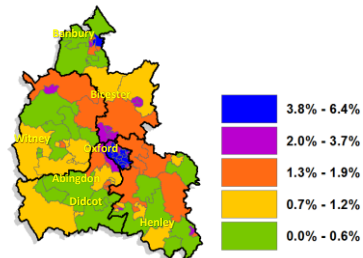 Banbury
Bicester
Witney
Oxford
Abingdon
Didcot
Henley
3.8% - 6.4%
2.0% - 3.7%
1.3% - 1.9%
0.7% - 1.2%
0.0% - 0.6%